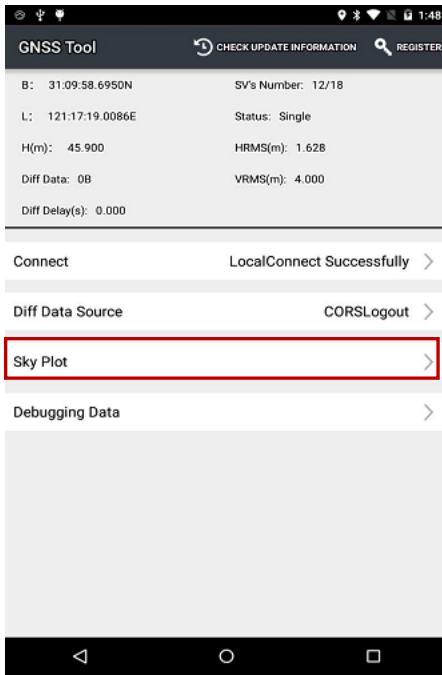 1:48
GNSS Tool CHECK UPDATE INFORMATION REGISTER
B: 31:09:58.6950N SV's Number: 12/18
L: 121:17:19.0086E Status: Single
H(m): 45.900 HRMS(m): 1.628
Diff Data: 0B VRMS(m): 4.000
Diff Delay(s): 0.000
Connect LocalConnect Successfully
Diff Data Source CORSLogout
Sky Plot
Debugging Data